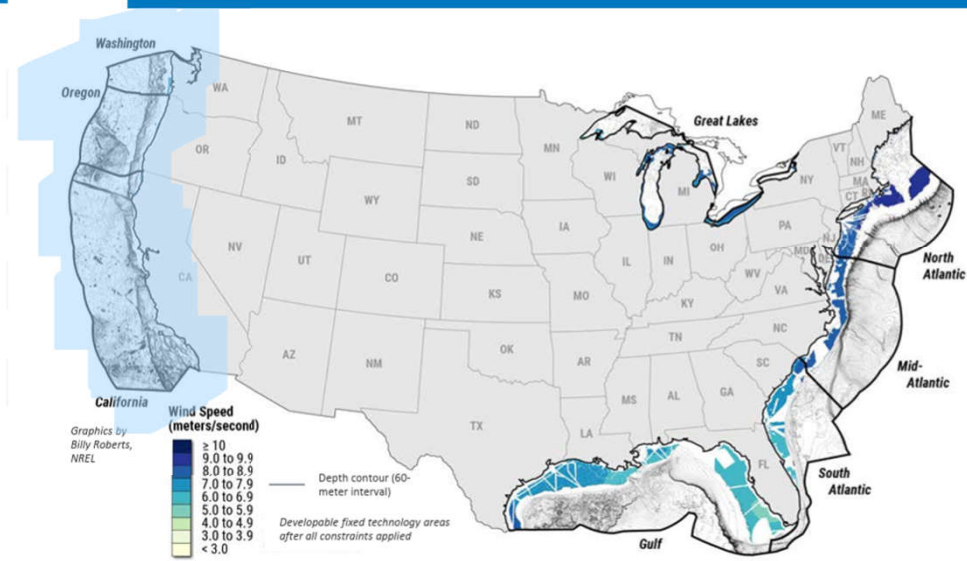 Washington
Oregon
California
Great Lakes
North
Atlantic
Mid-
Atlantic
South
Atlantic
Gulf
WA
OR
CA
ID
MT
NV
UT
AZ
WY
CO
NM
ND
SD
NE
KS
OK
TX
MN
IA
MO
AR
LA
WI
IL
MS
MI
IN
KY
TN
AL
OH
WV
VA
NC
SC
GA
FL
PA
NY
VT
NH
ME
MA
CT
NJ
MD
DE
Graphics by
Billy Roberts,
NREL
Wind Speed
(meters/second)
≥ 10
9.0 to 9.9
8.0 to 8.9
7.0 to 7.9
6.0 to 6.9
5.0 to 5.9
4.0 to 4.9
3.0 to 3.9
< 3.0
Depth contour (60-
meter interval)
Developable fixed technology areas
after all constraints applied